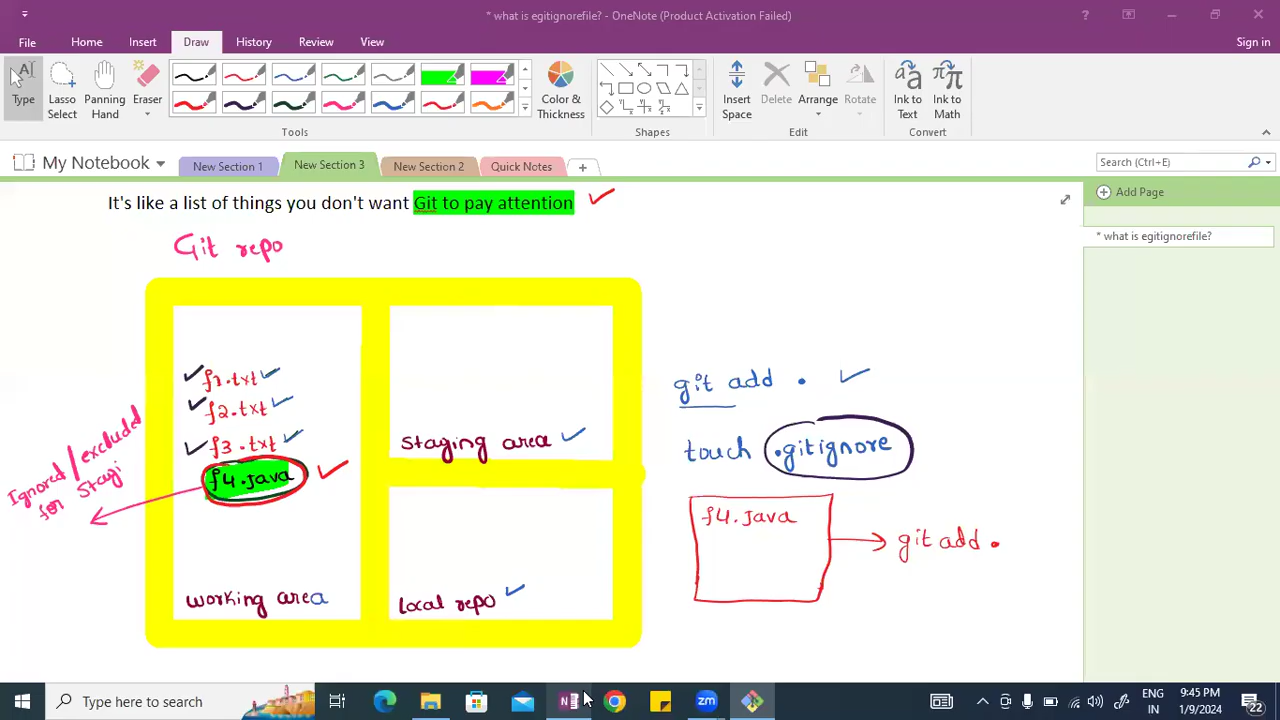 * what is egitignorefile? - OneNote (Product Activation Failed)
File Home Insert Draw History Review View Sign in
Type
Lasso Select
Panning Hand
Eraser
Color & Thickness
Insert Space
Delete
Arrange
Rotate
Ink to Text
Ink to Math
Tools Shapes Edit Convert
My Notebook New Section 1 New Section 3 New Section 2 Quick Notes Search (Ctrl+E)
Add Page
* what is egitignorefile?
It's like a list of things you don't want Git to pay attention
Git repo
f1.txt
f2.txt
f3.txt
f4.java
working area
staging area
local repo
Ignored/excluded
for Stagi
git add .
touch .gitignore
f4.java
git add .
Type here to search
ENG
IN
9:45 PM
1/9/2024
22